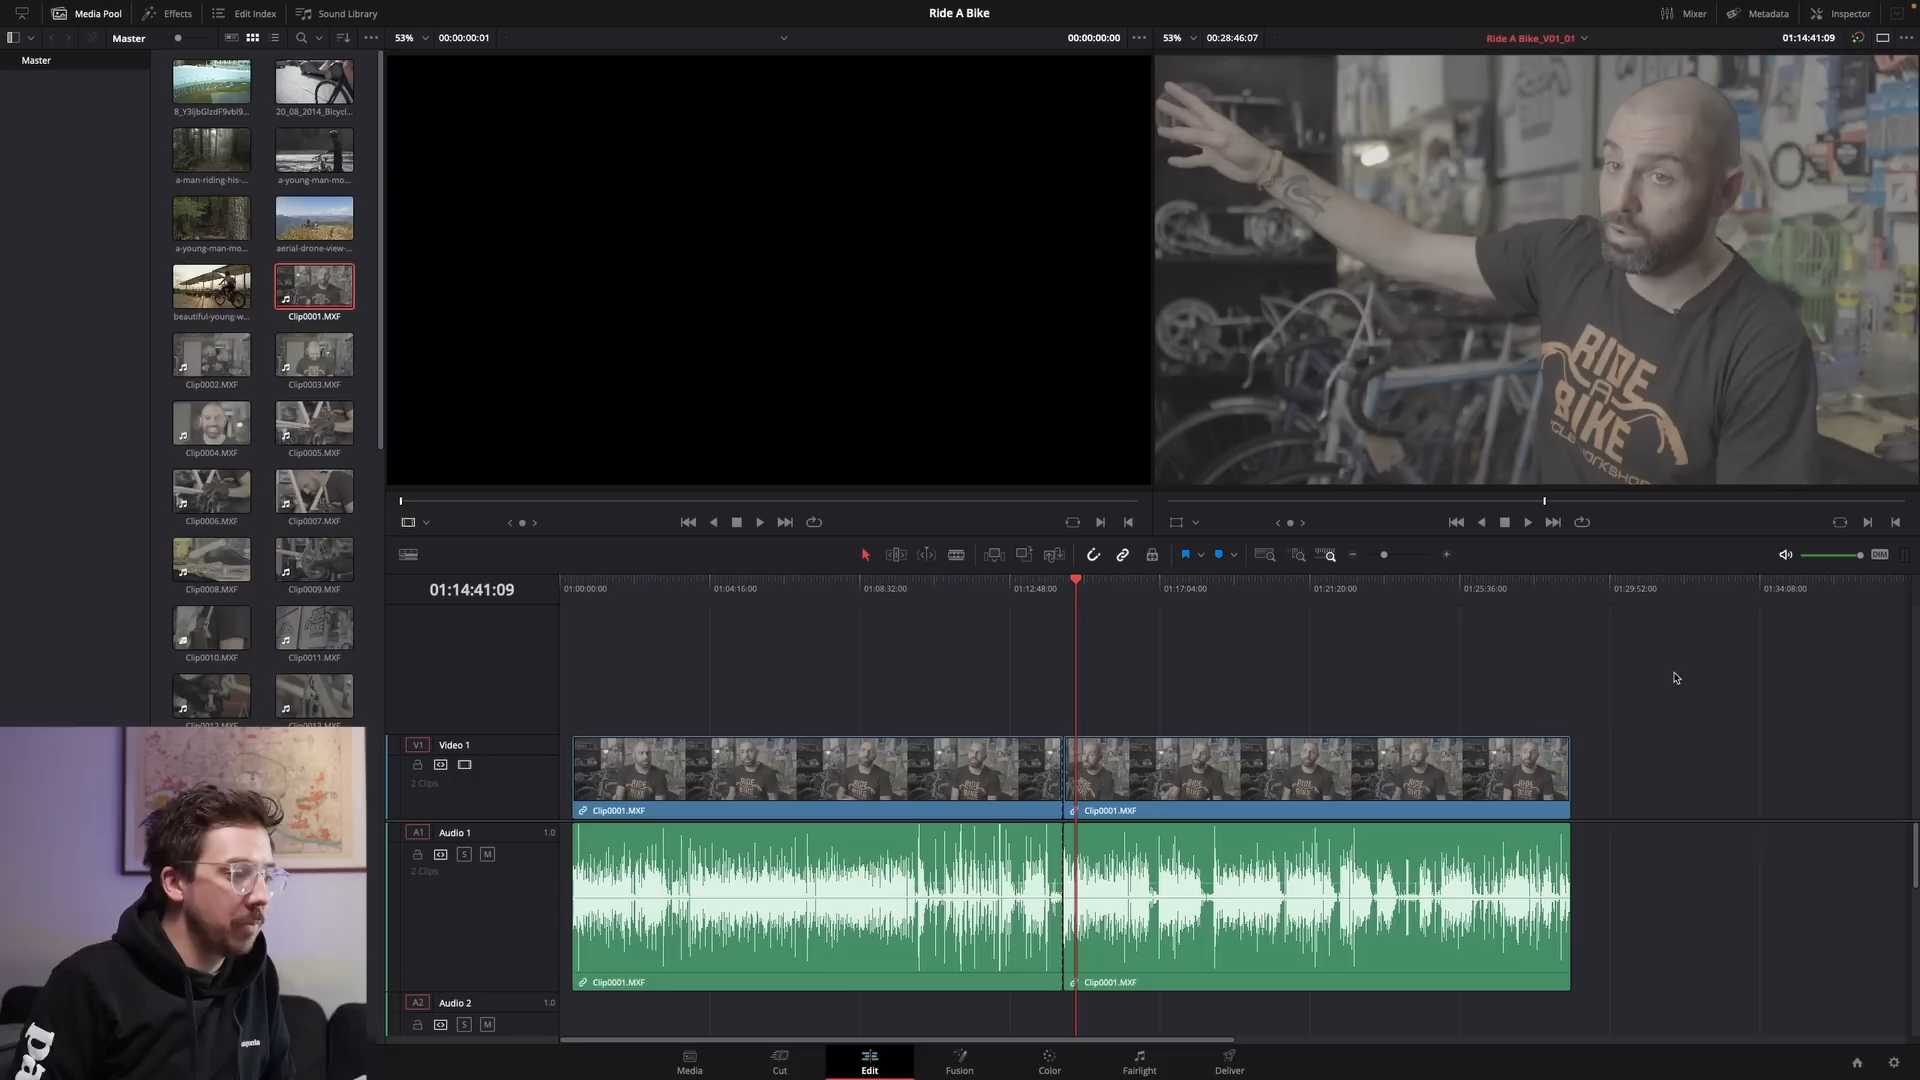 Media Pool
Effects
Edit Index
Sound Library
Ride A Bike
Mixer
Metadata
Inspector
Master
53%
00:00:00:01
00:00:00:00
53%
00:28:46:07
Ride A Bike_V01_01
01:14:41:09
Master
8_Y3IjbGlzdF9vbl9...
20_08_2014_Bicycl...
a-man-riding-his-...
a-young-man-mo...
a-young-man-mo...
aerial-drone-view-...
beautiful-young-w...
Clip0001.MXF
Clip0002.MXF
Clip0003.MXF
Clip0004.MXF
Clip0005.MXF
Clip0006.MXF
Clip0007.MXF
Clip0008.MXF
Clip0009.MXF
Clip0010.MXF
Clip0011.MXF
RIDE
A
BIKE
WORKSHOP
DIM
01:14:41:09
01:00:00:00
01:04:16:00
01:08:32:00
01:12:48:00
01:17:04:00
01:21:20:00
01:25:36:00
01:29:52:00
01:34:08:00
V1
Video 1
2 Clips
Clip0001.MXF
Clip0001.MXF
A1
Audio 1
1.0
S
M
2 Clips
Clip0001.MXF
Clip0001.MXF
A2
Audio 2
1.0
S
M
Media
Cut
Edit
Fusion
Color
Fairlight
Deliver